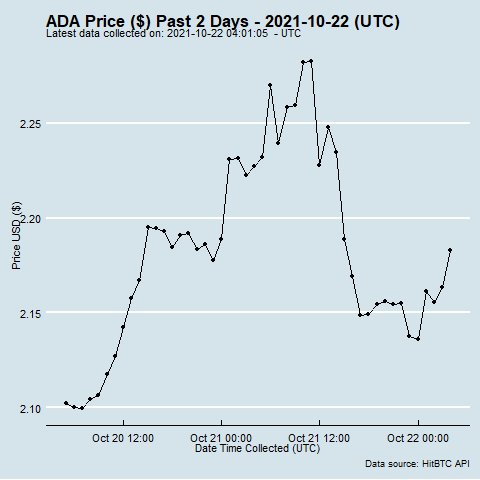 ADA Price ($) Past 2 Days - 2021-10-22 (UTC)
Latest data collected on: 2021-10-22 04:01:05 - UTC
Price USD ($)
2.25
2.20
2.15
2.10
Oct 20 12:00 Oct 21 00:00 Oct 21 12:00 Oct 22 00:00
Date Time Collected (UTC)
Data source: HitBTC API